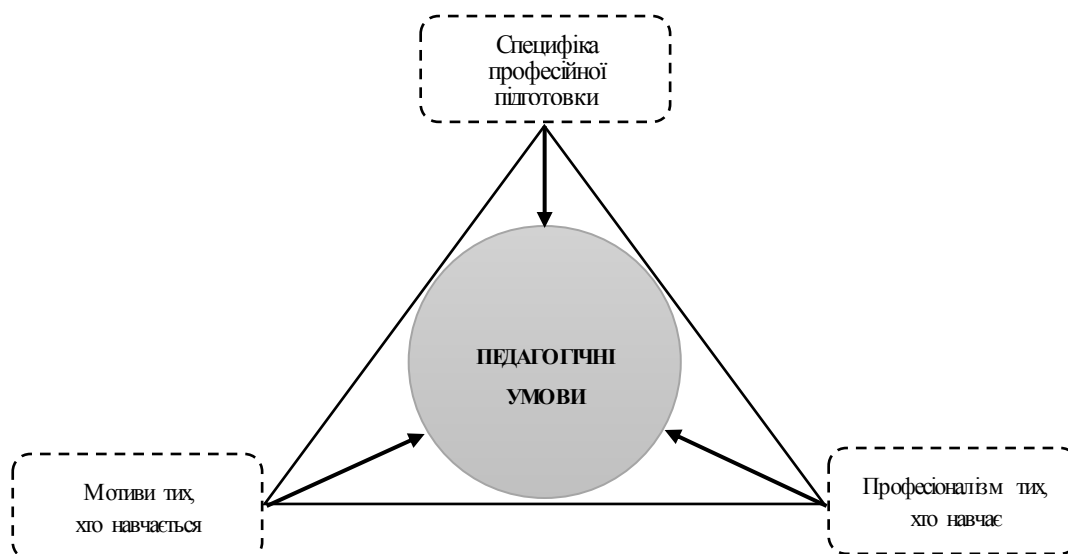 Специфіка
професійної
підготовки
ПЕДАГОГІЧНІ
УМОВИ
Мотиви тих,
хто навчається
Професіоналізм тих,
хто навчає